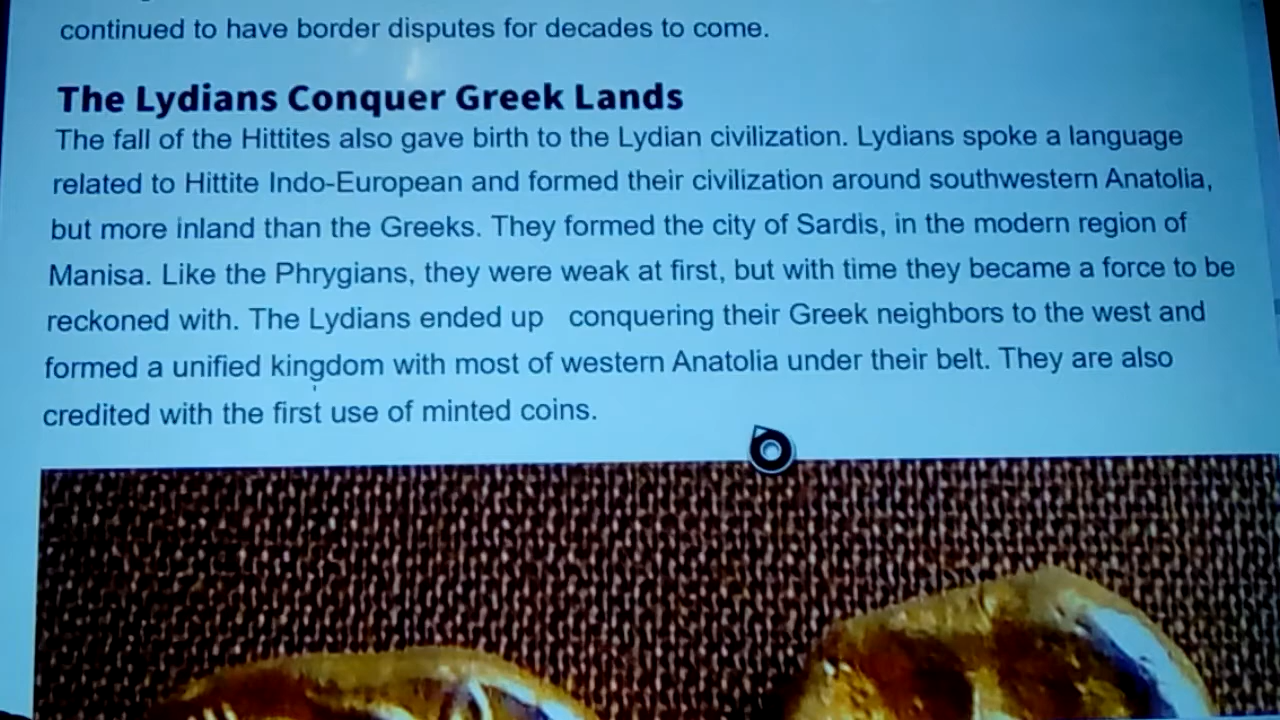 continued to have border disputes for decades to come.
The Lydians Conquer Greek Lands
The fall of the Hittites also gave birth to the Lydian civilization. Lydians spoke a language
related to Hittite Indo-European and formed their civilization around southwestern Anatolia,
but more inland than the Greeks. They formed the city of Sardis, in the modern region of
Manisa. Like the Phrygians, they were weak at first, but with time they became a force to be
reckoned with. The Lydians ended up conquering their Greek neighbors to the west and
formed a unified kingdom with most of western Anatolia under their belt. They are also
credited with the first use of minted coins.